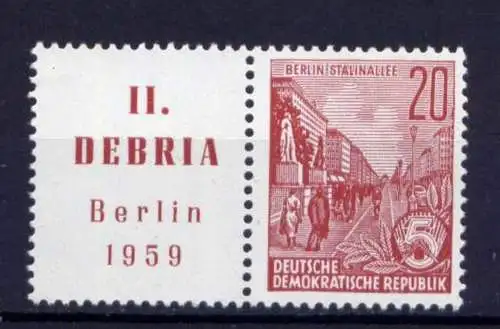 II.
DEBRIA
Berlin
1959
BERLIN STALINALLEE
20
5
DEUTSCHE
DEMOKRATISCHE REPUBLIK